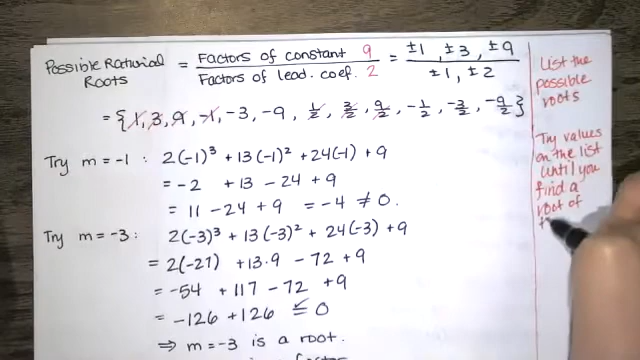 Possible Rational Roots = Factors of constant 9 / Factors of lead. coef. 2 = ±1, ±3, ±9 / ±1, ±2
= {1, 3, 9, -1, -3, -9, 1/2, 3/2, 9/2, -1/2, -3/2, -9/2}
Try m = -1 : 2(-1)³ + 13(-1)² + 24(-1) + 9
= -2 + 13 - 24 + 9
= 11 - 24 + 9 = -4 ≠ 0.
Try m = -3 : 2(-3)³ + 13(-3)² + 24(-3) + 9
= 2(-27) + 13·9 - 72 + 9
= -54 + 117 - 72 + 9
= -126 + 126 = 0
⇒ m = -3 is a root.
List the
possible
roots
Try values
on the list
until you
find a
root of